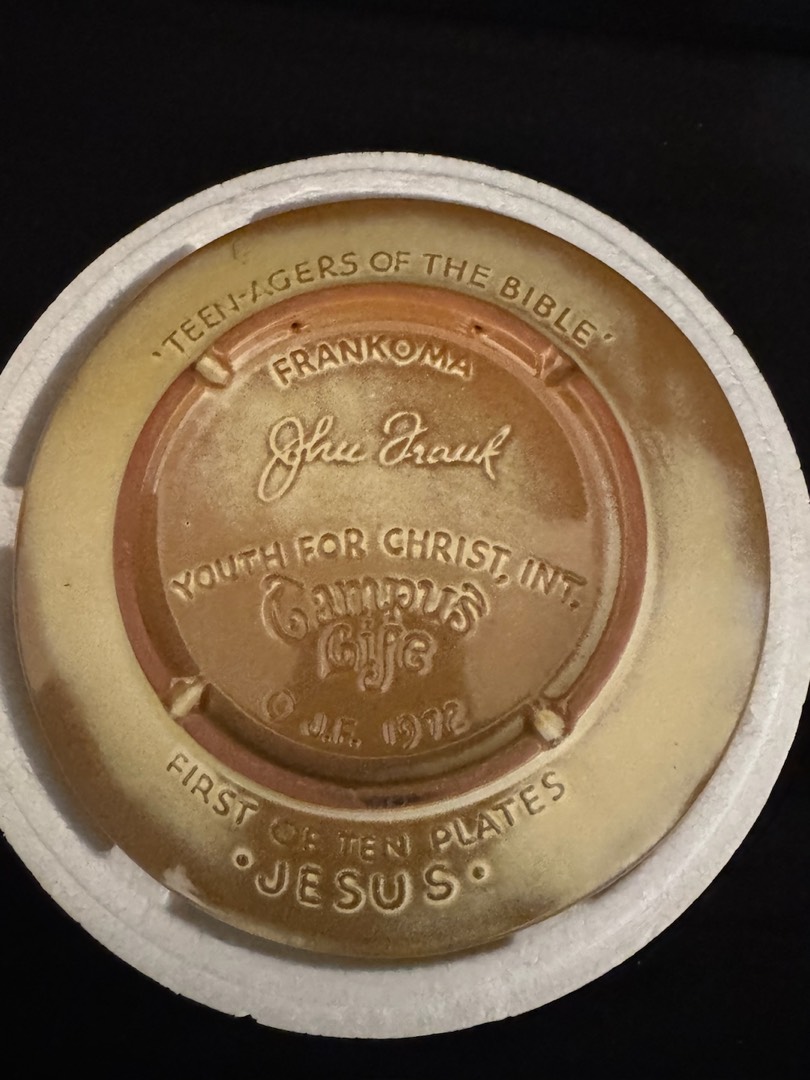 'TEEN-AGERS OF THE BIBLE'
FRANKOMA
John Frank
YOUTH FOR CHRIST, INT.
Campus
Life
© J.F. 1972
FIRST OF TEN PLATES
• JESUS •